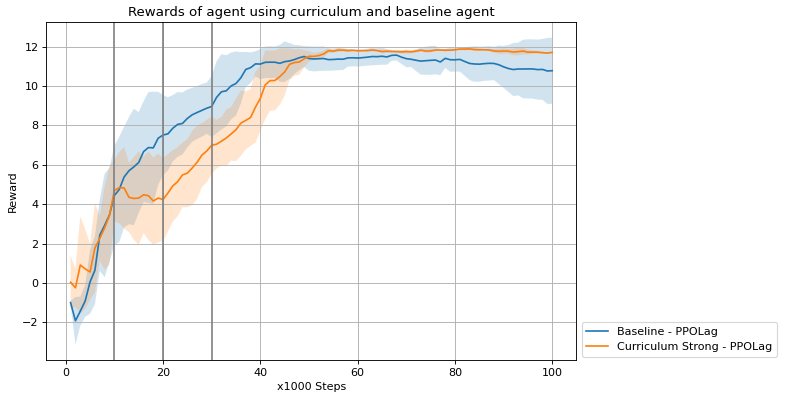 Rewards of agent using curriculum and baseline agent
12
10
8
6
4
2
0
−2
Reward
0
20
40
60
80
100
x1000 Steps
Baseline - PPOLag
Curriculum Strong - PPOLag